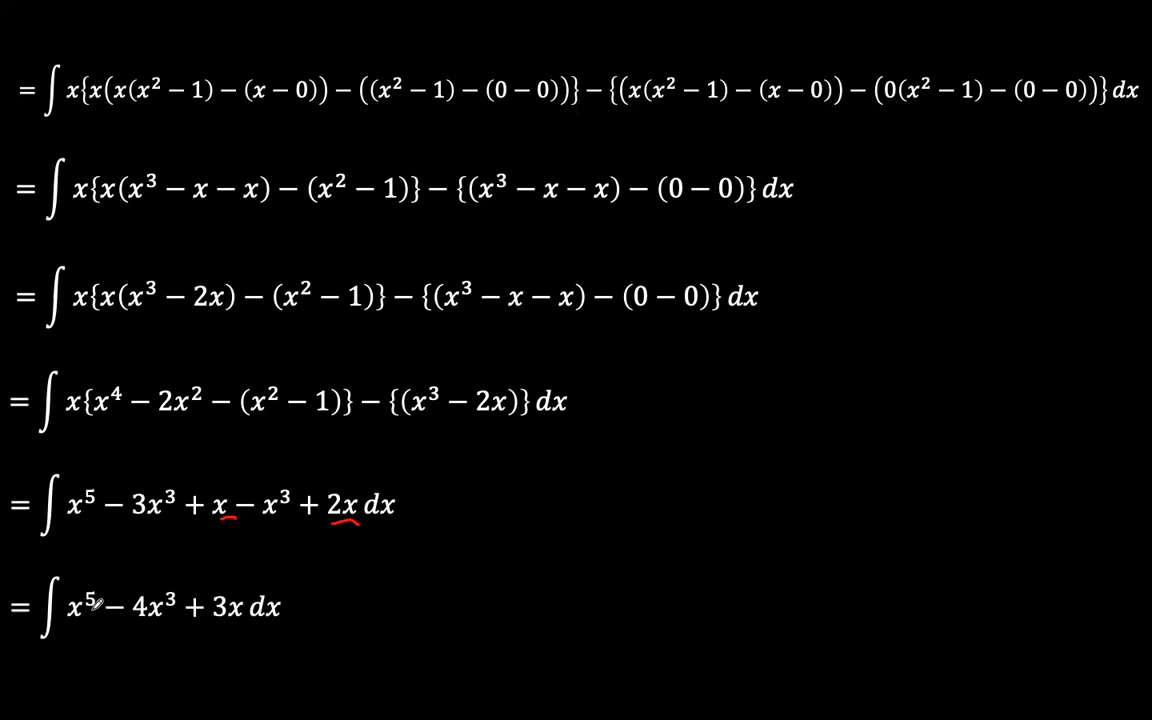 = ∫ x{x(x(x² − 1) − (x − 0)) − ((x² − 1) − (0 − 0))} − {(x(x² − 1) − (x − 0)) − (0(x² − 1) − (0 − 0))} dx
= ∫ x{x(x³ − x − x) − (x² − 1)} − {(x³ − x − x) − (0 − 0)} dx
= ∫ x{x(x³ − 2x) − (x² − 1)} − {(x³ − x − x) − (0 − 0)} dx
= ∫ x{x⁴ − 2x² − (x² − 1)} − {(x³ − 2x)} dx
= ∫ x⁵ − 3x³ + x − x³ + 2x dx
= ∫ x⁵ − 4x³ + 3x dx